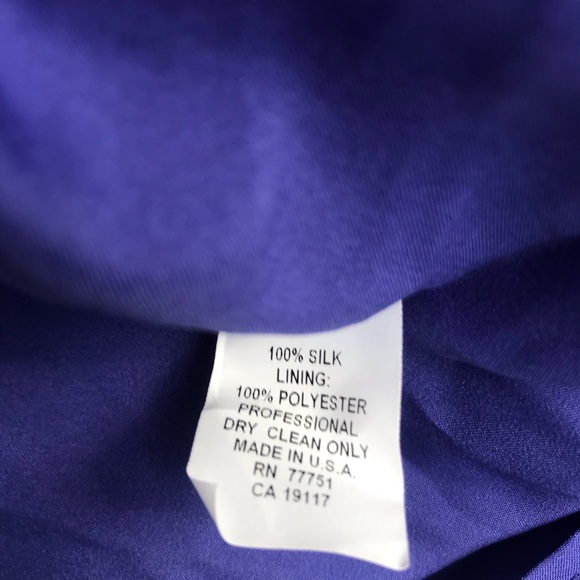 100% SILK
LINING:
100% POLYESTER
PROFESSIONAL
DRY CLEAN ONLY
MADE IN U.S.A.
RN 77751
CA 19117